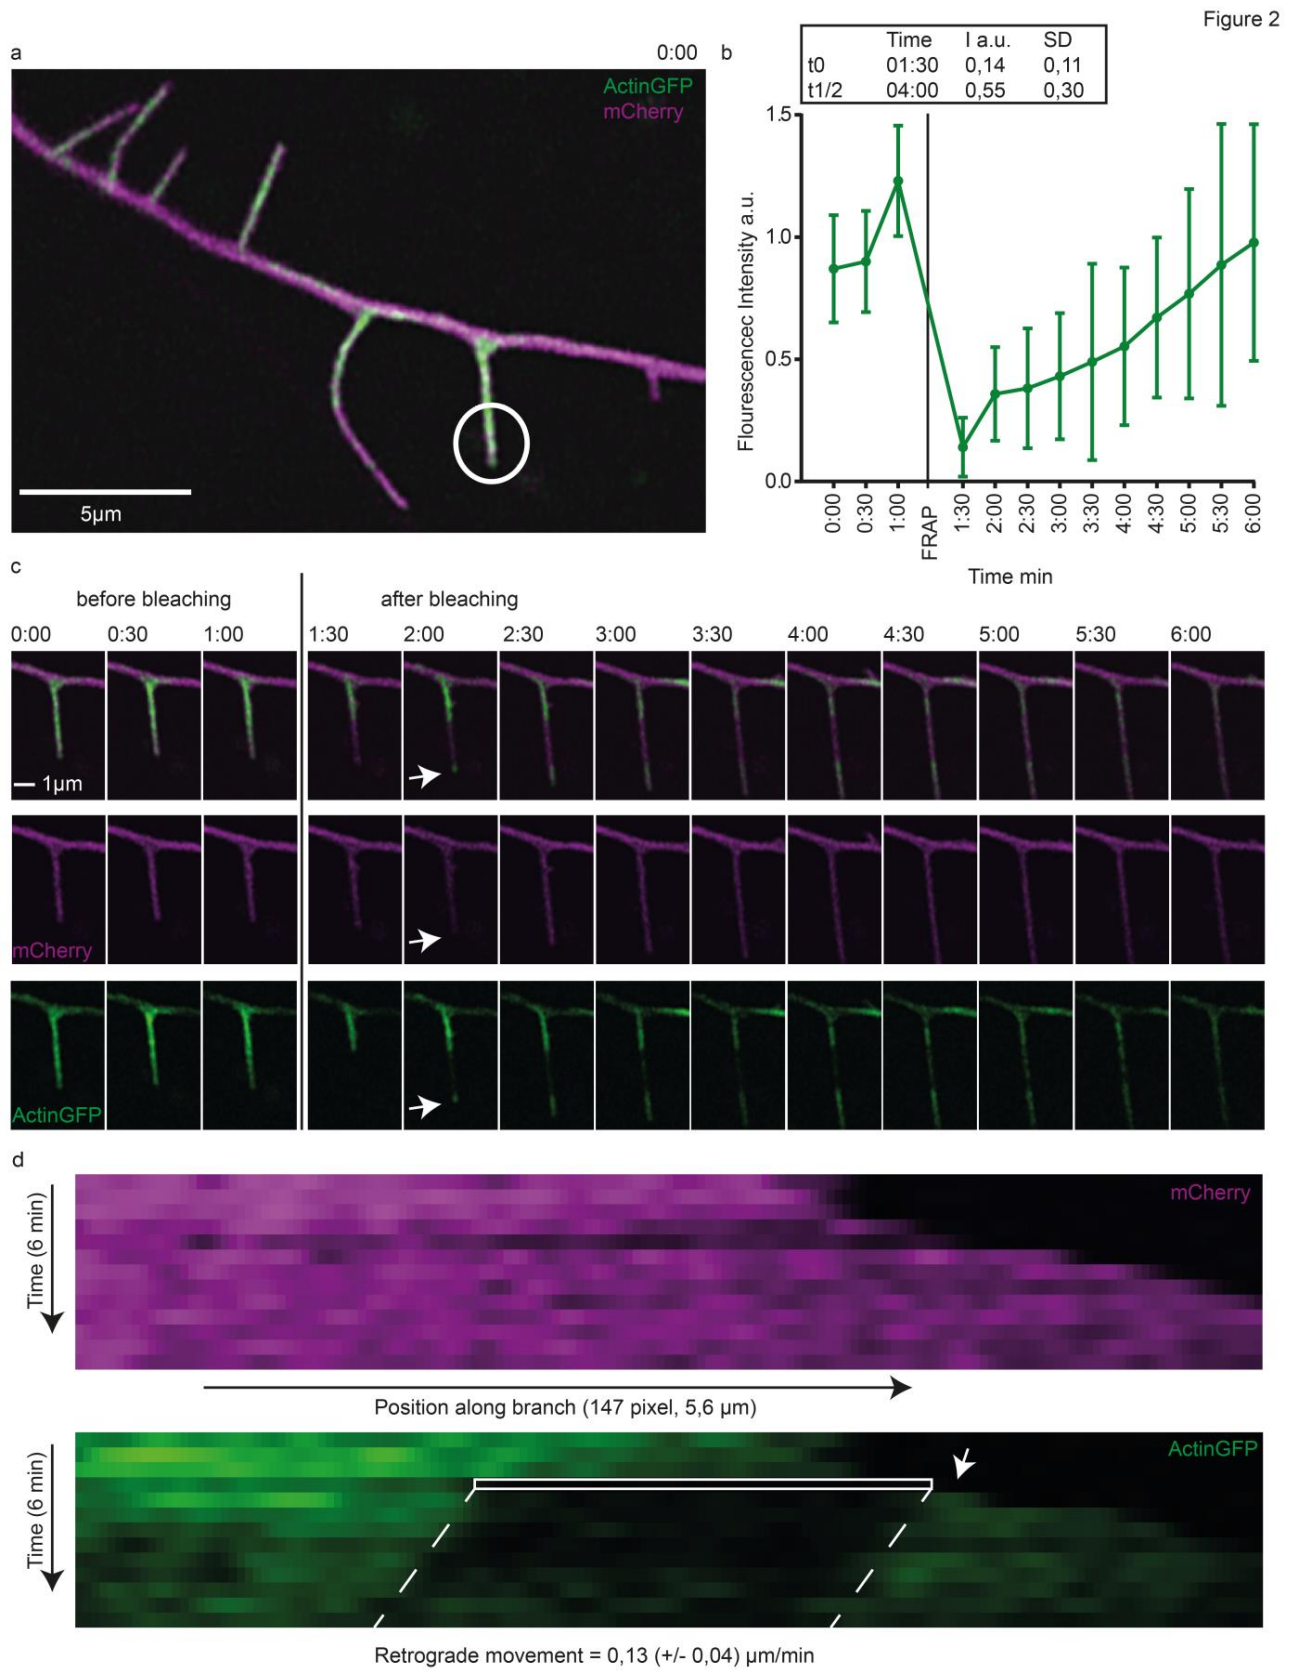 Figure 2
a
0:00
ActinGFP
mCherry
5µm
b
Time I a.u. SD
t0 01:30 0,14 0,11
t1/2 04:00 0,55 0,30
Flourescencec Intensity a.u.
1.5
1.0
0.5
0.0
0:00 0:30 1:00 FRAP 1:30 2:00 2:30 3:00 3:30 4:00 4:30 5:00 5:30 6:00
Time min
c
before bleaching after bleaching
0:00 0:30 1:00 1:30 2:00 2:30 3:00 3:30 4:00 4:30 5:00 5:30 6:00
1µm
mCherry
ActinGFP
d
Time (6 min)
mCherry
Position along branch (147 pixel, 5,6 µm)
Time (6 min)
ActinGFP
Retrograde movement = 0,13 (+/- 0,04) µm/min